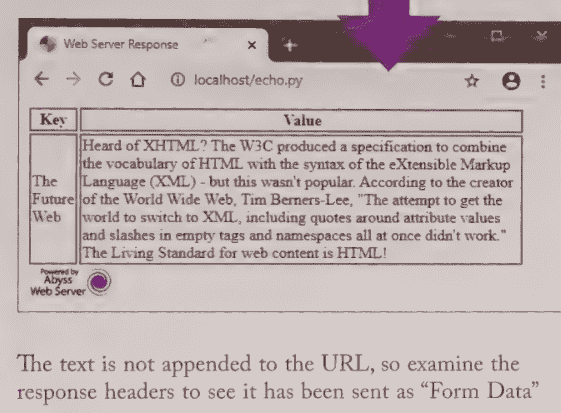 Web Server Response
localhost/echo.py
Key Value
Heard of XHTML? The W3C produced a specification to combine
the vocabulary of HTML with the syntax of the eXtensible Markup
The Language (XML) - but this wasn't popular. According to the creator
Future of the World Wide Web, Tim Berners-Lee, "The attempt to get the
Web world to switch to XML, including quotes around attribute values
and slashes in empty tags and namespaces all at once didn't work."
The Living Standard for web content is HTML!
Powered by
Abyss
Web Server
The text is not appended to the URL, so examine the
response headers to see it has been sent as “Form Data”